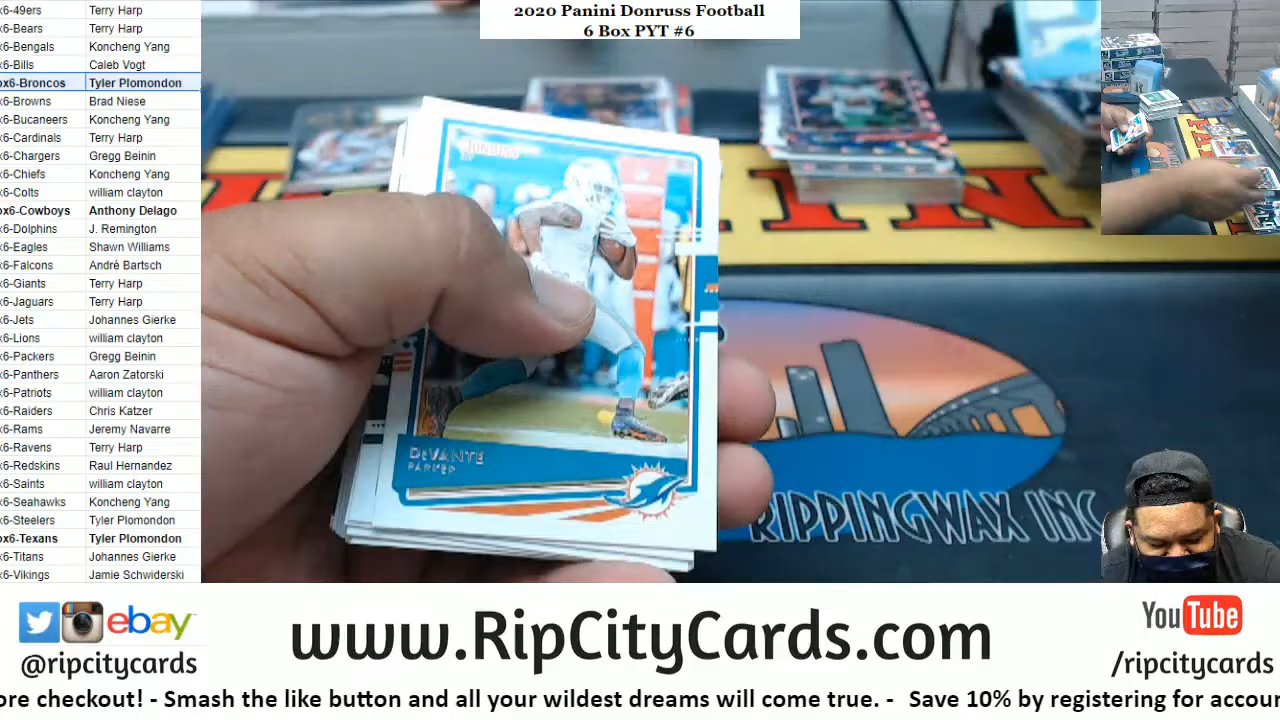 2020 Panini Donruss Football
6 Box PYT #6
x6-49ers Terry Harp
x6-Bears Terry Harp
x6-Bengals Koncheng Yang
x6-Bills Caleb Vogt
ox6-Broncos Tyler Plomondon
x6-Browns Brad Niese
x6-Bucaneers Koncheng Yang
x6-Cardinals Terry Harp
x6-Chargers Gregg Beinin
x6-Chiefs Koncheng Yang
x6-Colts william clayton
ox6-Cowboys Anthony Delago
x6-Dolphins J. Remington
x6-Eagles Shawn Williams
x6-Falcons André Bartsch
x6-Giants Terry Harp
x6-Jaguars Terry Harp
x6-Jets Johannes Gierke
x6-Lions william clayton
x6-Packers Gregg Beinin
x6-Panthers Aaron Zatorski
x6-Patriots william clayton
x6-Raiders Chris Katzer
x6-Rams Jeremy Navarre
x6-Ravens Terry Harp
x6-Redskins Raul Hernandez
x6-Saints william clayton
x6-Seahawks Koncheng Yang
x6-Steelers Tyler Plomondon
ox6-Texans Tyler Plomondon
x6-Titans Johannes Gierke
x6-Vikings Jamie Schwiderski
DONRUSS
DeVANTE
PARKER
RIPPINGWAX INC
ebay
@ripcitycards
www.RipCityCards.com
YouTube
/ripcitycards
ore checkout! - Smash the like button and all your wildest dreams will come true. - Save 10% by registering for accoun